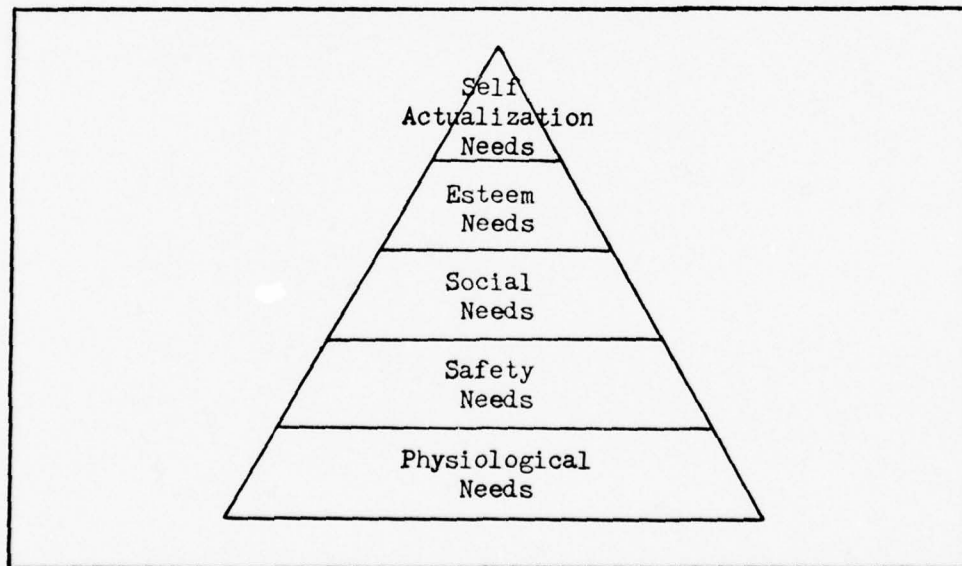 Self
Actualization
Needs
Esteem
Needs
Social
Needs
Safety
Needs
Physiological
Needs